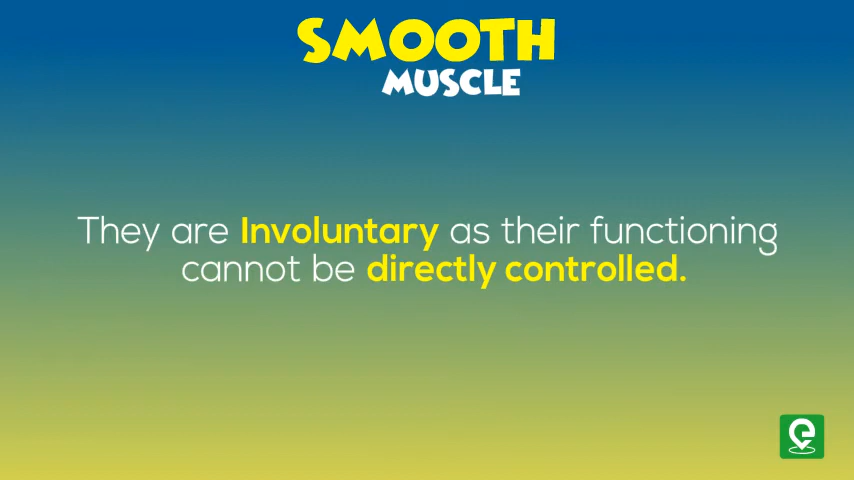 SMOOTH
MUSCLE
They are Involuntary as their functioning
cannot be directly controlled.